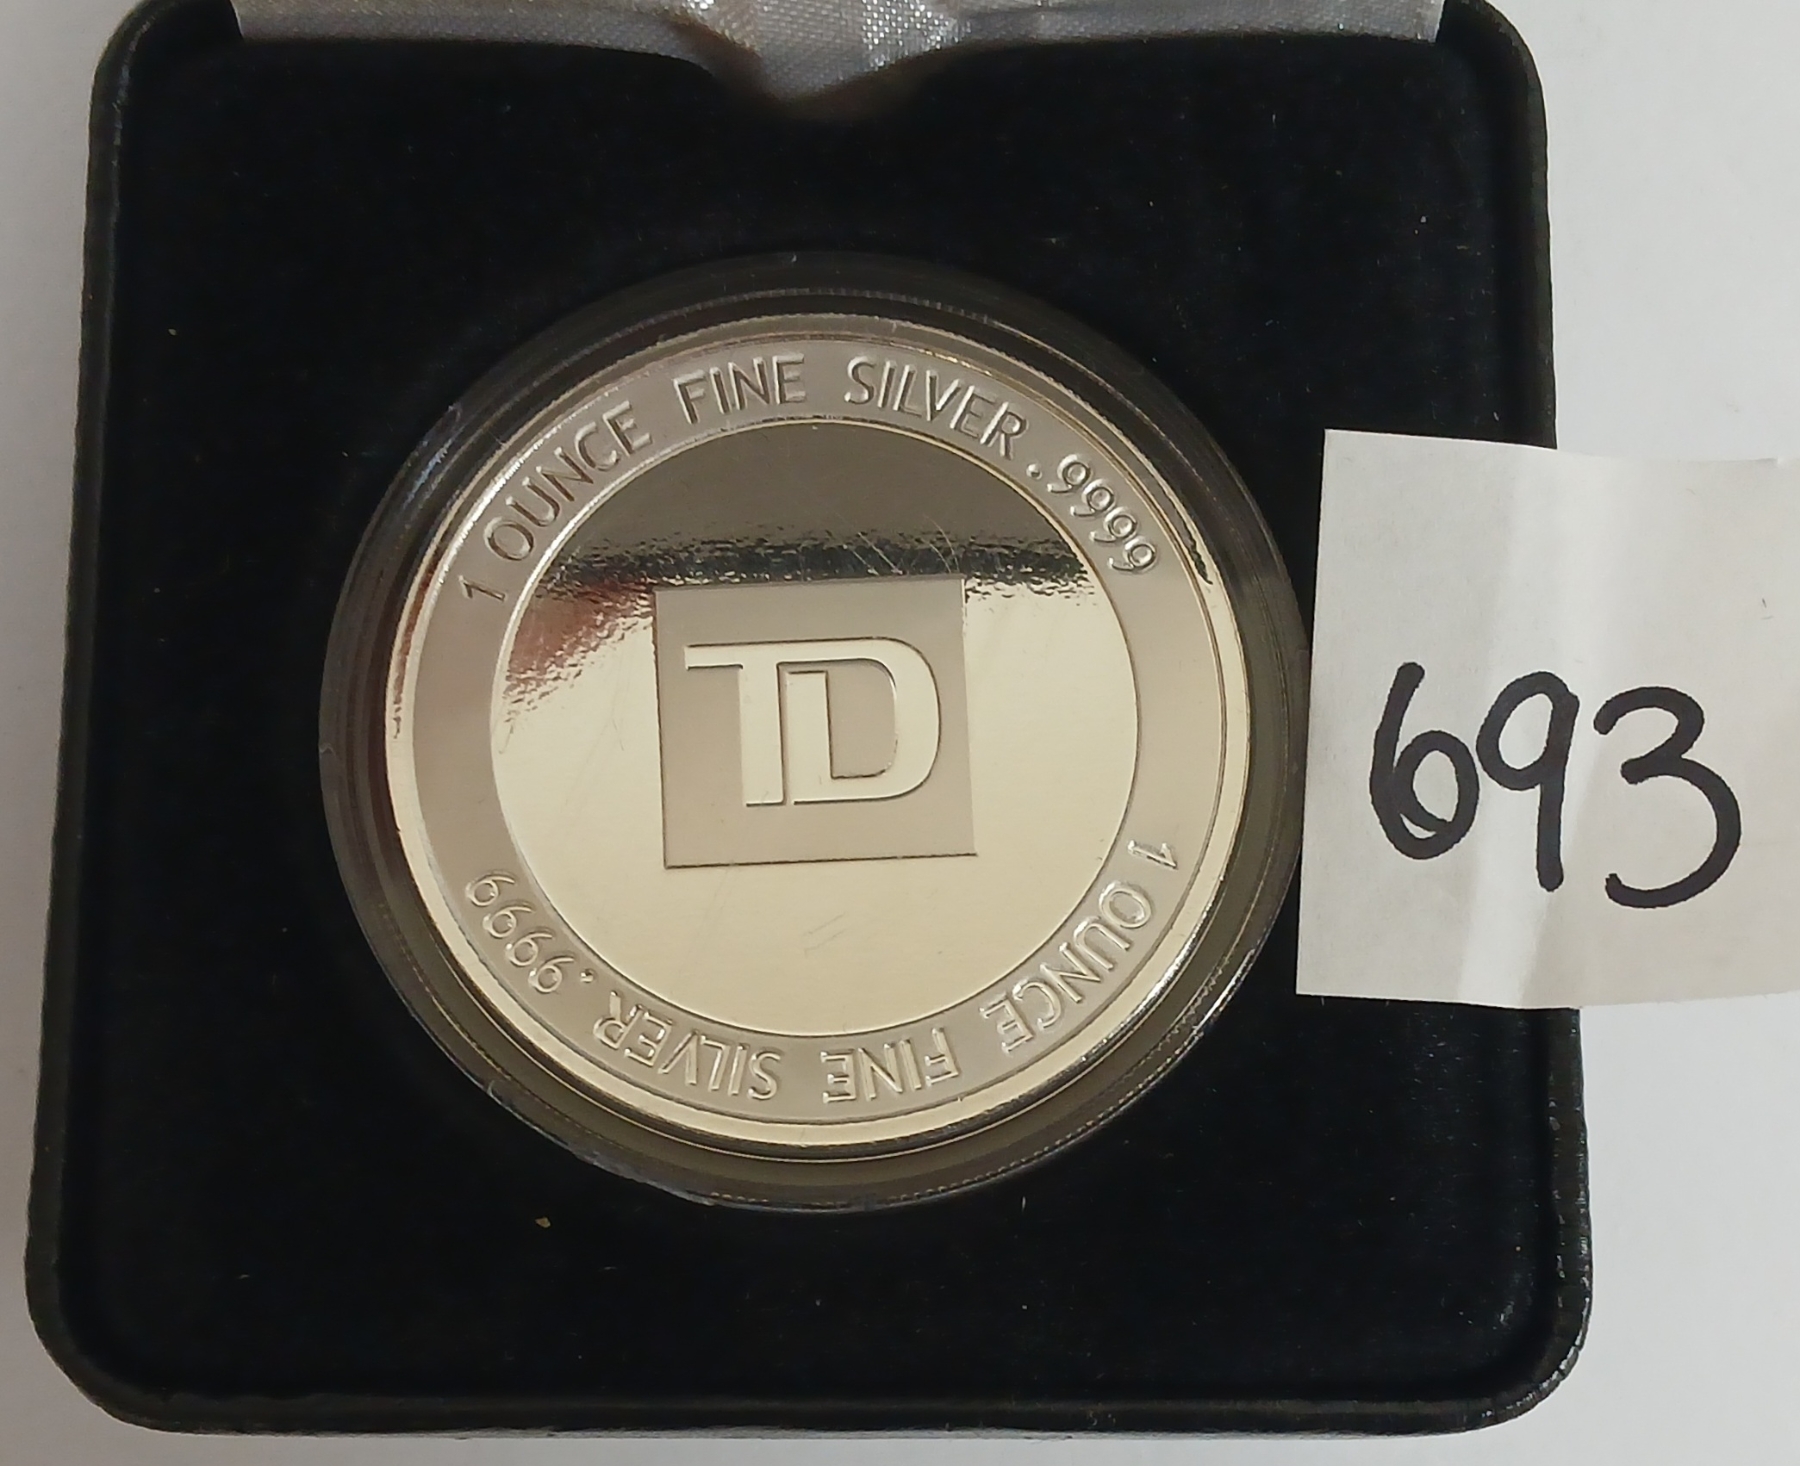 1 OUNCE FINE SILVER .9999
TD
1 OUNCE FINE SILVER .9999
693